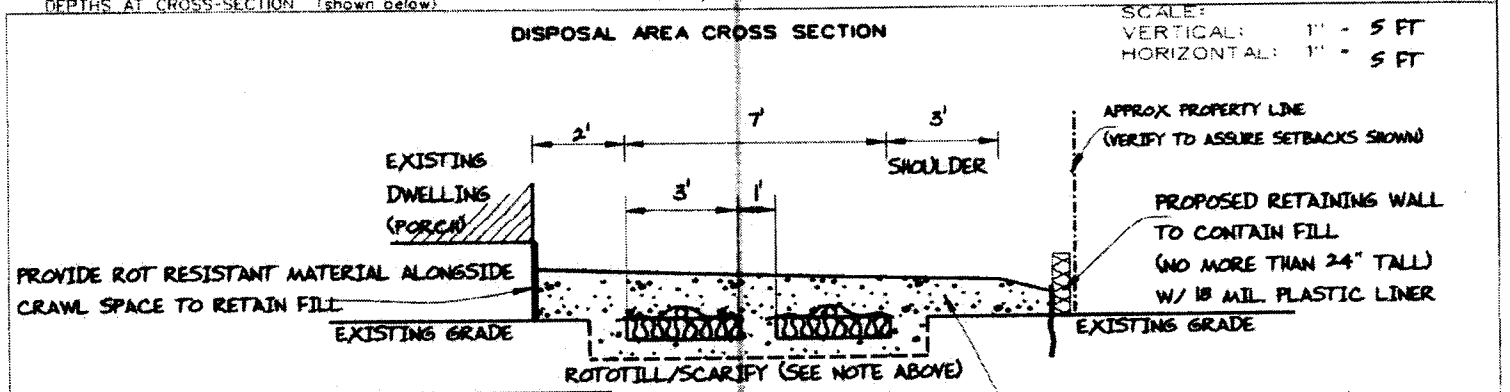 DEPTHS AT CROSS-SECTION (shown below)
DISPOSAL AREA CROSS SECTION
SCALE:
VERTICAL: 1" = 5 FT
HORIZONTAL: 1" = 5 FT
2'
7'
3'
SHOULDER
APPROX PROPERTY LINE
(VERIFY TO ASSURE SETBACKS SHOWN)
EXISTING
DWELLING
(PORCH)
3'
1'
PROPOSED RETAINING WALL
TO CONTAIN FILL
(NO MORE THAN 24" TALL)
W/ 18 MIL PLASTIC LINER
PROVIDE ROT RESISTANT MATERIAL ALONGSIDE
CRAWL SPACE TO RETAIN FILL
EXISTING GRADE
EXISTING GRADE
ROTOTILL/SCARIFY (SEE NOTE ABOVE)